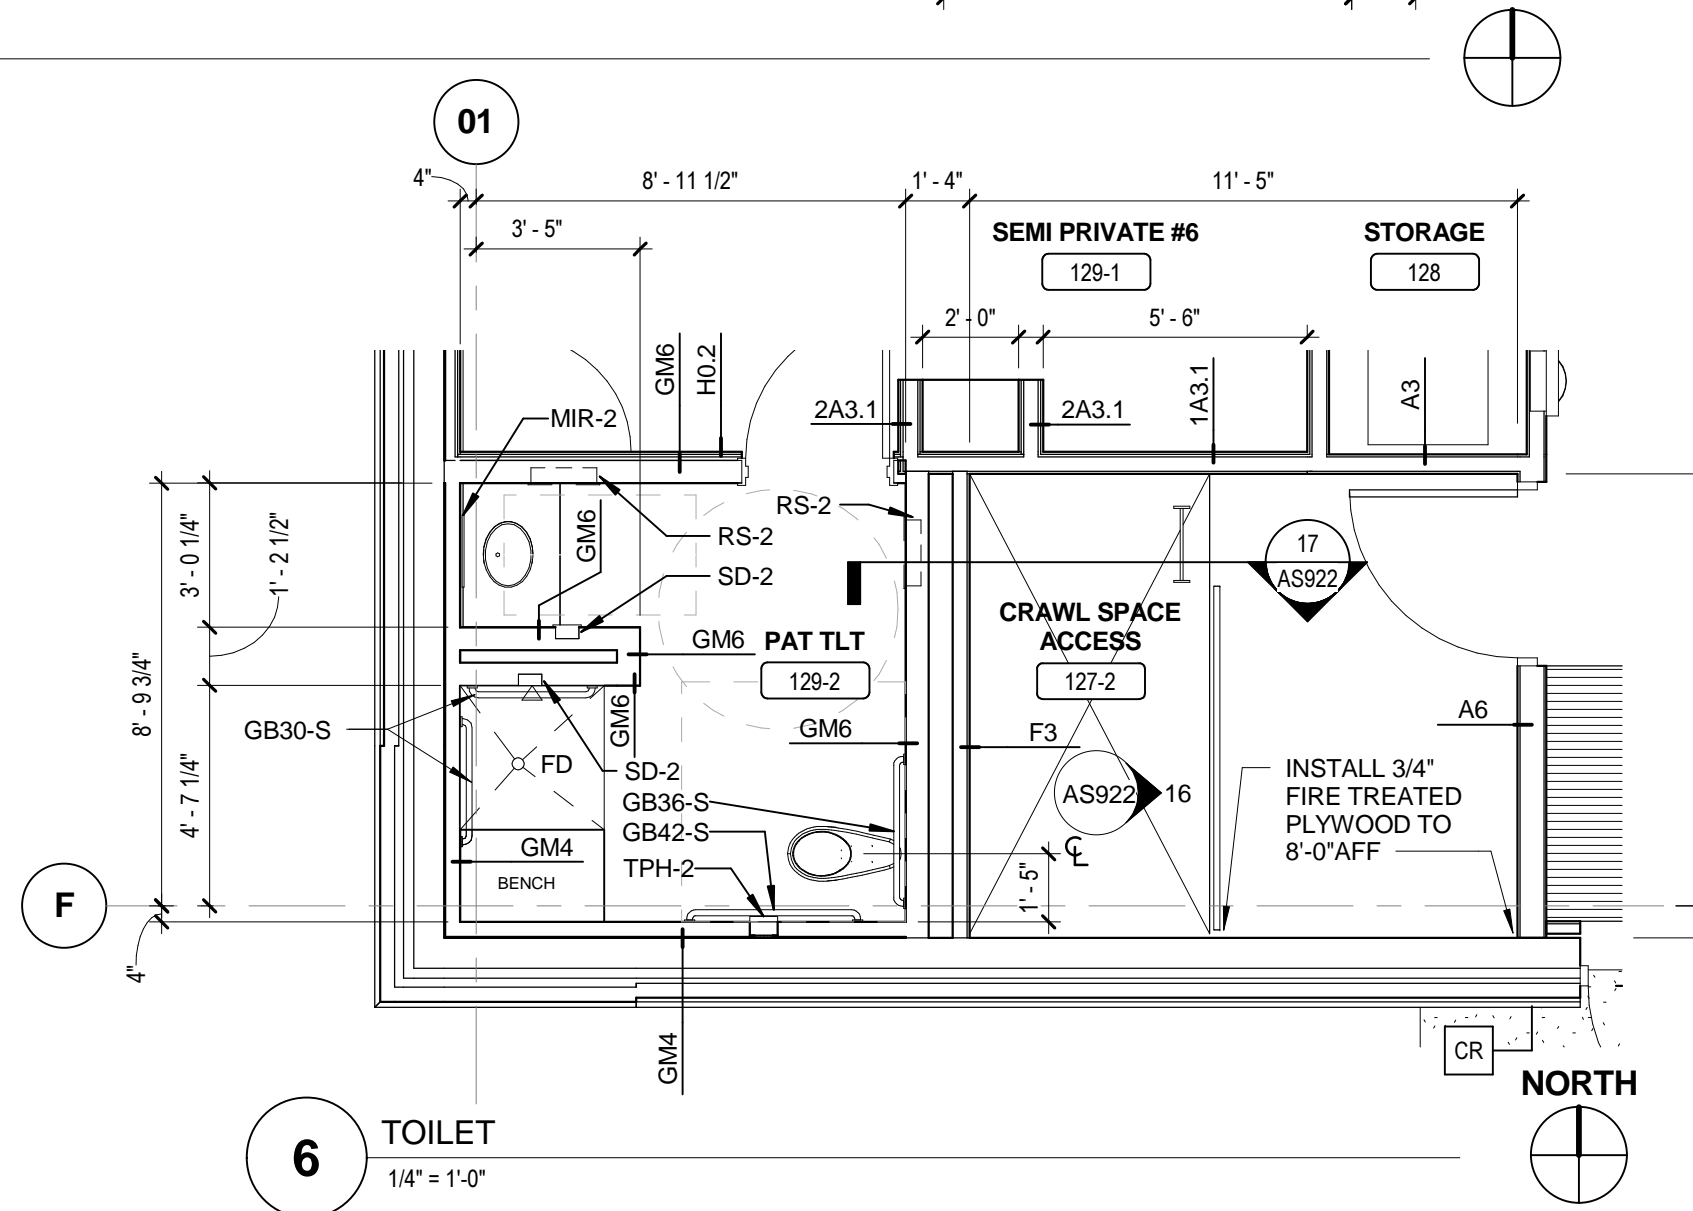 01
4"
8' - 11 1/2"
1' - 4"
11' - 5"
3' - 5"
SEMI PRIVATE #6
129-1
STORAGE
128
2' - 0"
5' - 6"
GM6
H0.2
MIR-2
2A3.1
2A3.1
1A3.1
A3
RS-2
RS-2
GM6
SD-2
3' - 0 1/4"
1' - 2 1/2"
17
AS922
CRAWL SPACE
ACCESS
127-2
GM6
PAT TLT
129-2
8' - 9 3/4"
GB30-S
GM6
GM6
F3
A6
FD
SD-2
GB36-S
GB42-S
TPH-2
4' - 7 1/4"
AS922
16
INSTALL 3/4"
FIRE TREATED
PLYWOOD TO
8'-0"AFF
GM4
BENCH
℄
1' - 5"
F
4"
GM4
CR
NORTH
6
TOILET
1/4" = 1'-0"